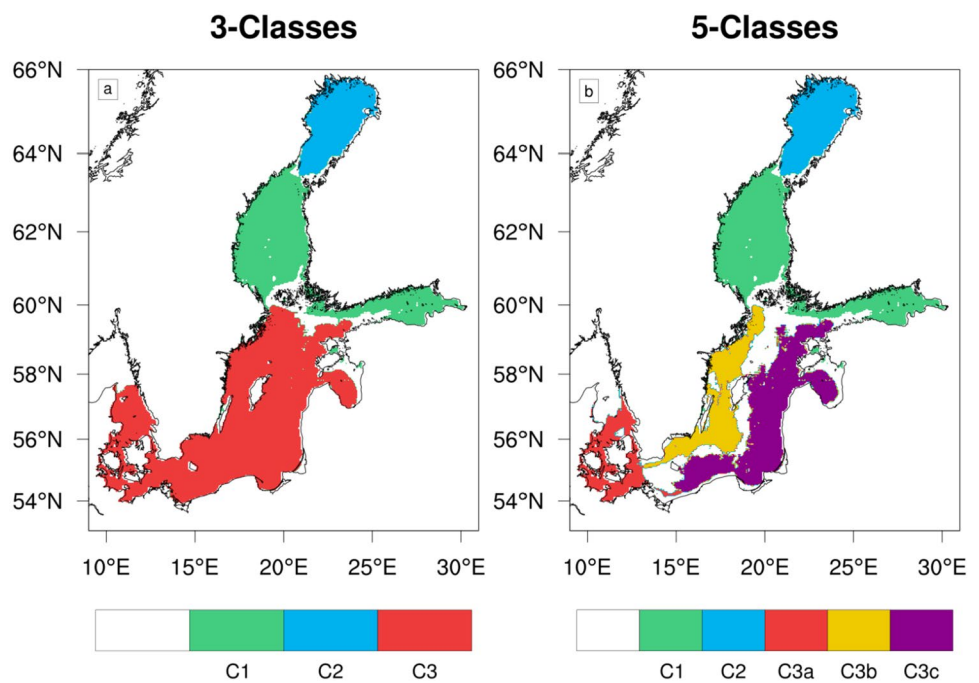 3-Classes 5-Classes
66°N a 66°N b
64°N 64°N
62°N 62°N
60°N 60°N
58°N 58°N
56°N 56°N
54°N 54°N
10°E 15°E 20°E 25°E 30°E 10°E 15°E 20°E 25°E 30°E
C1 C2 C3 C1 C2 C3a C3b C3c